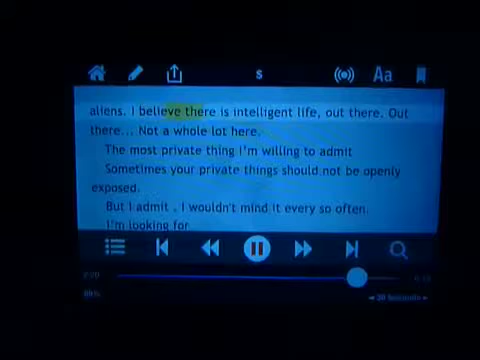 s
Aa
aliens. I believe there is intelligent life, out there. Out
there... Not a whole lot here.
The most private thing I'm willing to admit
Sometimes your private things should not be openly
exposed.
But I admit , I wouldn't mind it every so often.
I'm looking for
30 Seconds